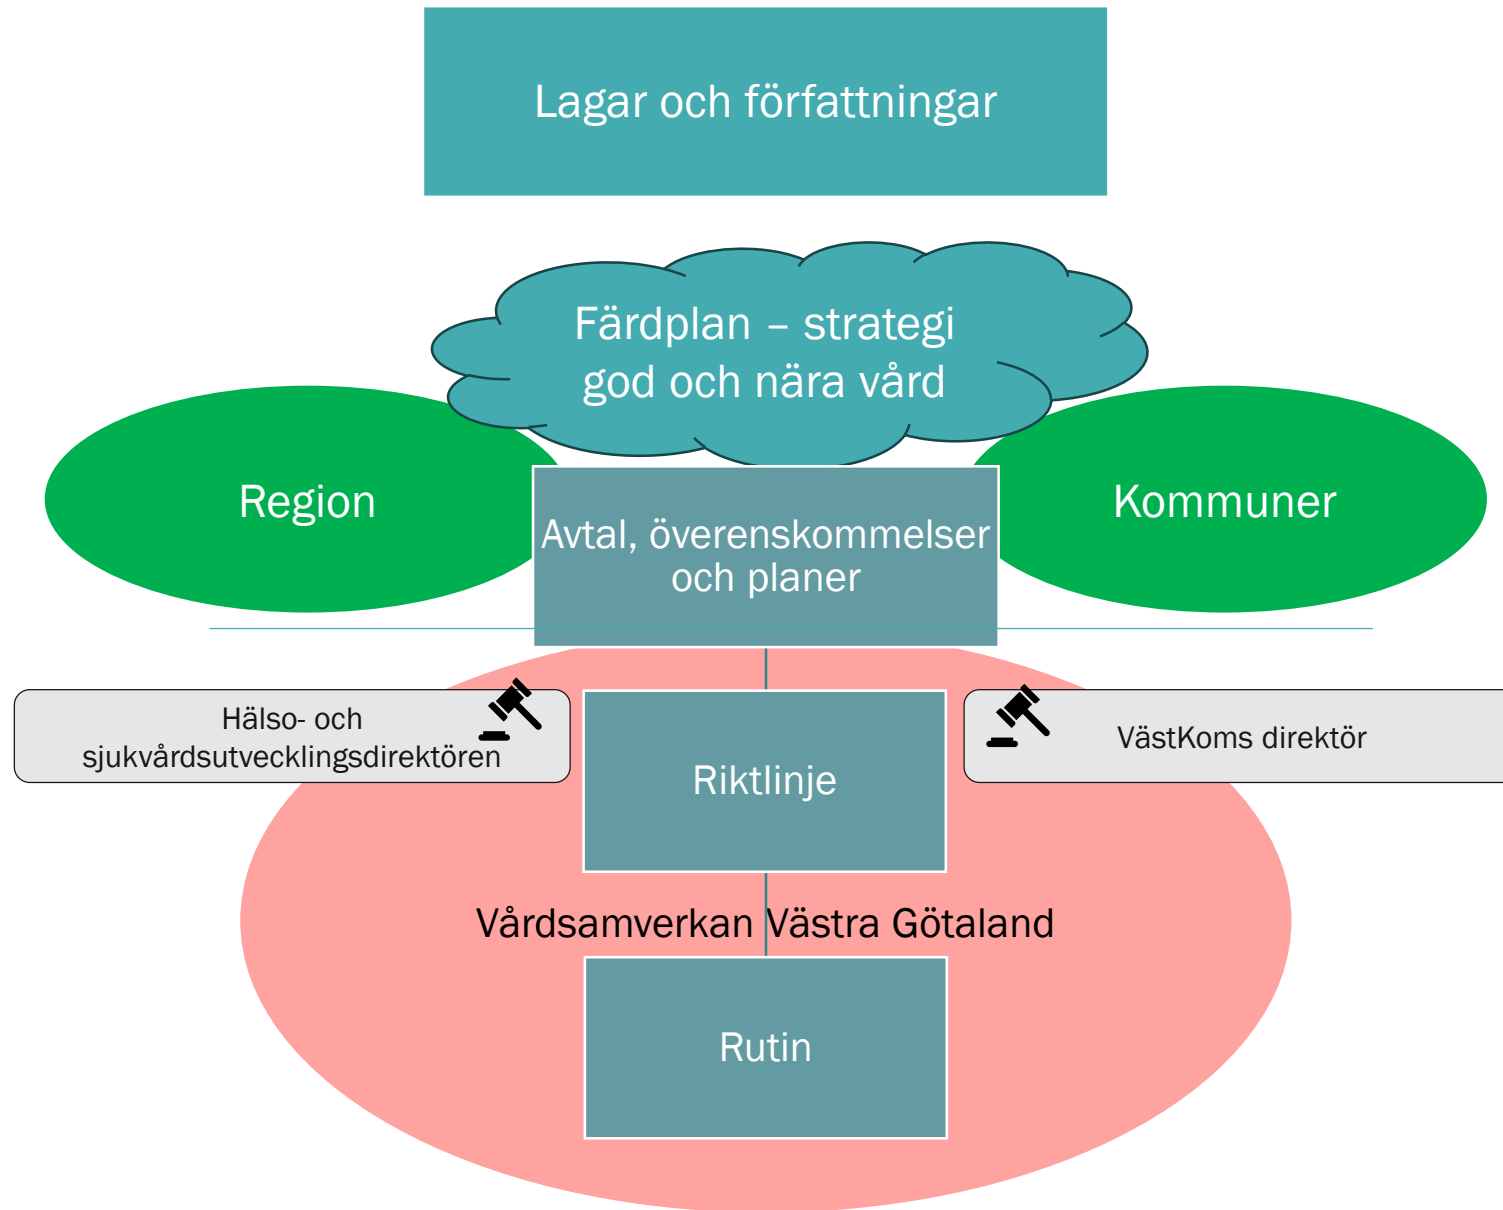 Lagar och författningar
Färdplan – strategi
god och nära vård
Region
Kommuner
Avtal, överenskommelser
och planer
Hälso- och
sjukvårdsutvecklingsdirektören
VästKoms direktör
Riktlinje
Vårdsamverkan Västra Götaland
Rutin